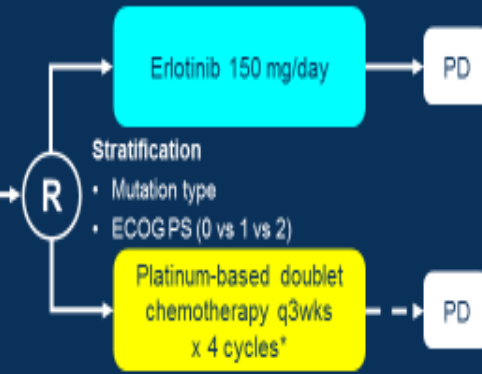 Erlotinib 150 mg/day
PD
Stratification
R
• Mutation type
• ECOG PS (0 vs 1 vs 2)
Platinum-based doublet
chemotherapy q3wks
x 4 cycles*
PD